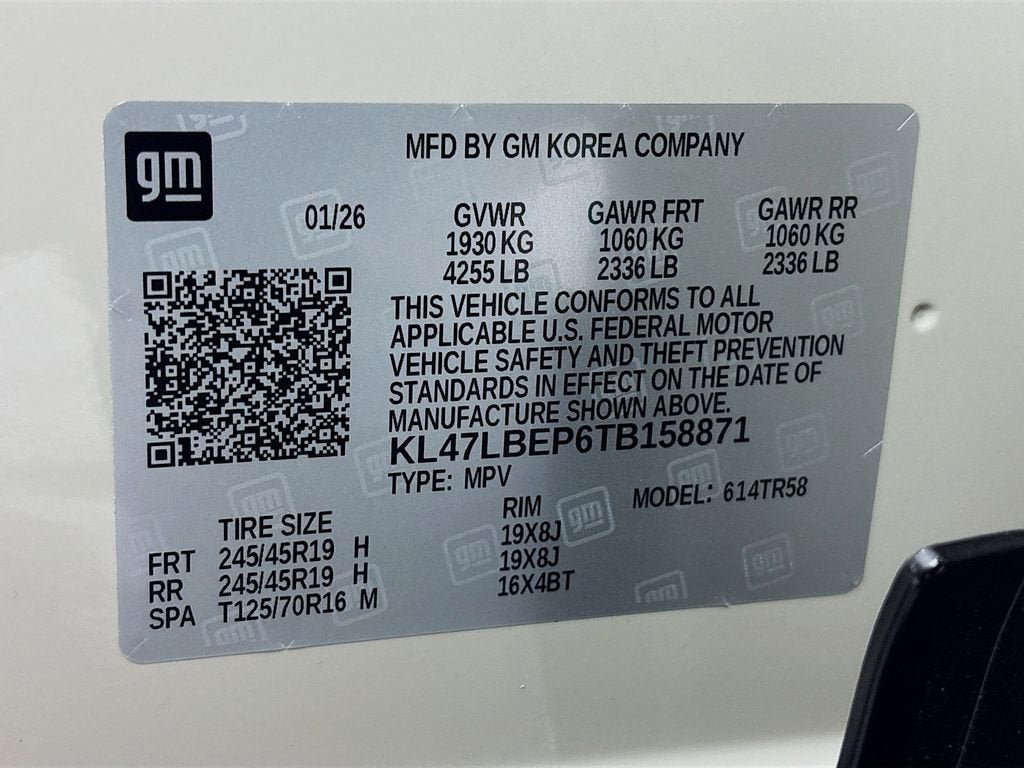 gm
MFD BY GM KOREA COMPANY
01/26 GVWR GAWR FRT GAWR RR
1930 KG 1060 KG 1060 KG
4255 LB 2336 LB 2336 LB
THIS VEHICLE CONFORMS TO ALL
APPLICABLE U.S. FEDERAL MOTOR
VEHICLE SAFETY AND THEFT PREVENTION
STANDARDS IN EFFECT ON THE DATE OF
MANUFACTURE SHOWN ABOVE.
KL47LBEP6TB158871
TYPE: MPV MODEL: 614TR58
TIRE SIZE RIM
FRT 245/45R19 H 19X8J
RR 245/45R19 H 19X8J
SPA T125/70R16 M 16X4BT